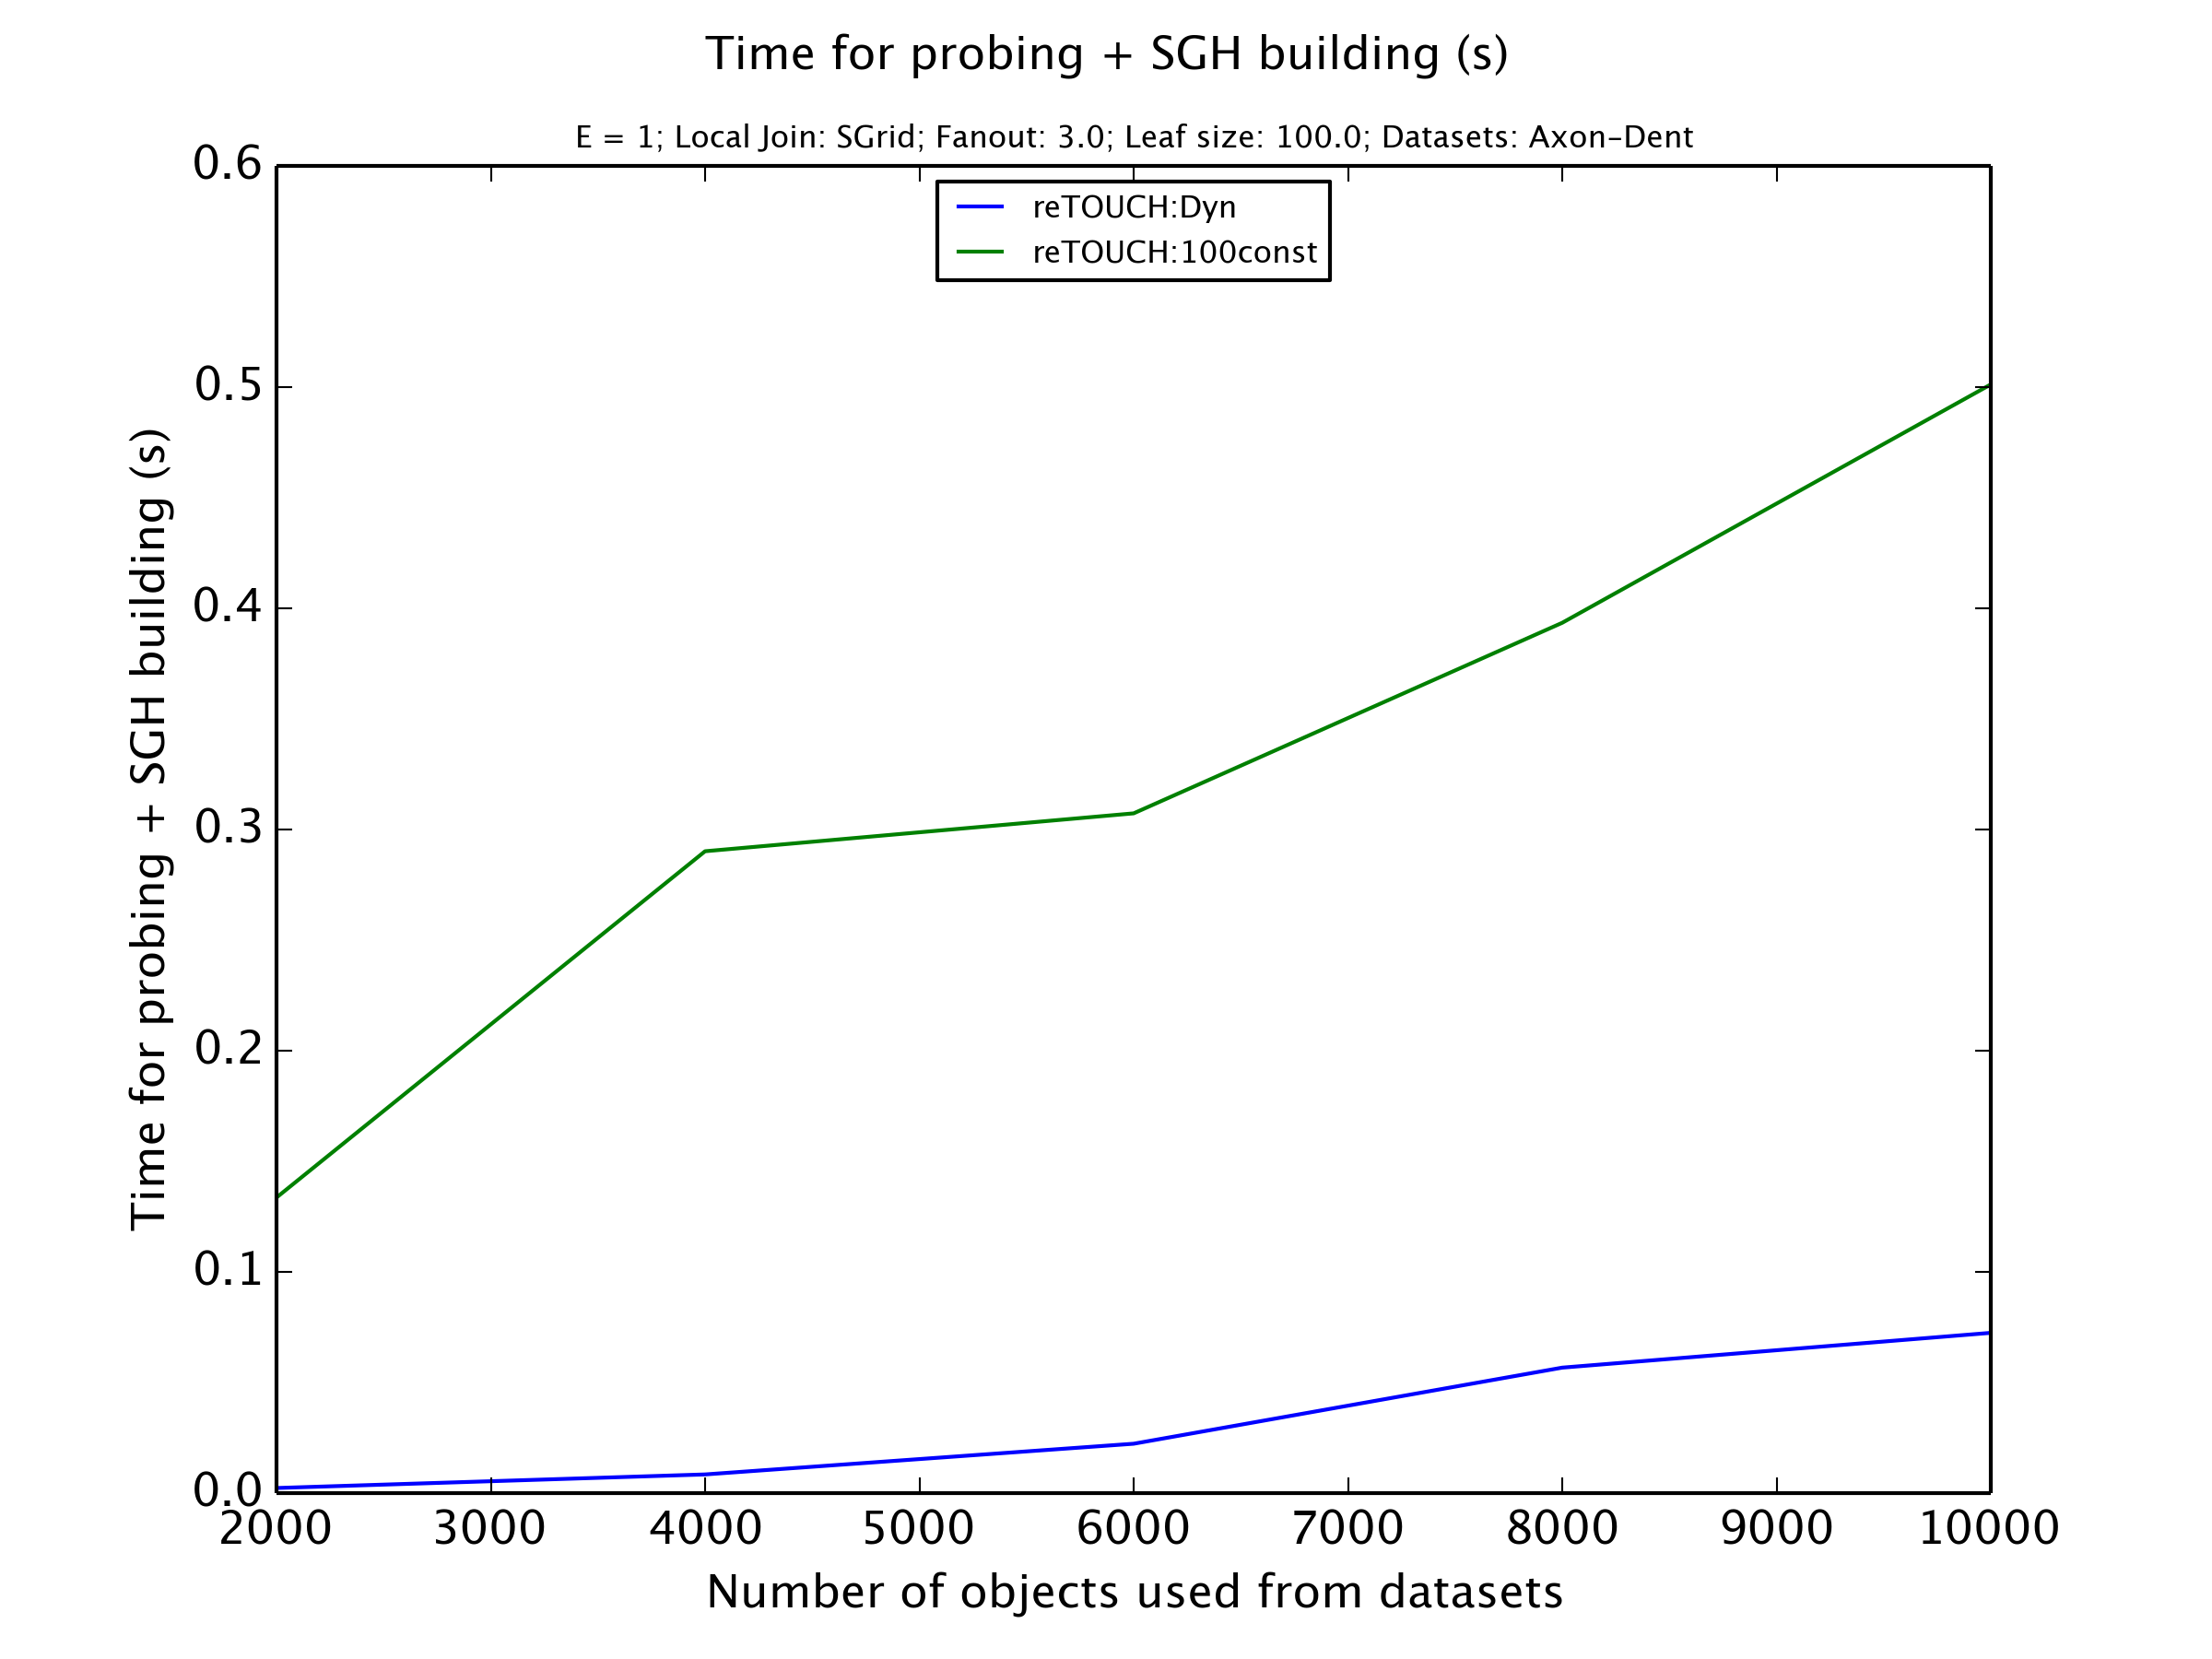 Time for probing + SGH building (s)
E = 1; Local Join: SGrid; Fanout: 3.0; Leaf size: 100.0; Datasets: Axon-Dent
reTOUCH:Dyn
reTOUCH:100const
Time for probing + SGH building (s)
0.6
0.5
0.4
0.3
0.2
0.1
0.0
2000 3000 4000 5000 6000 7000 8000 9000 10000
Number of objects used from datasets